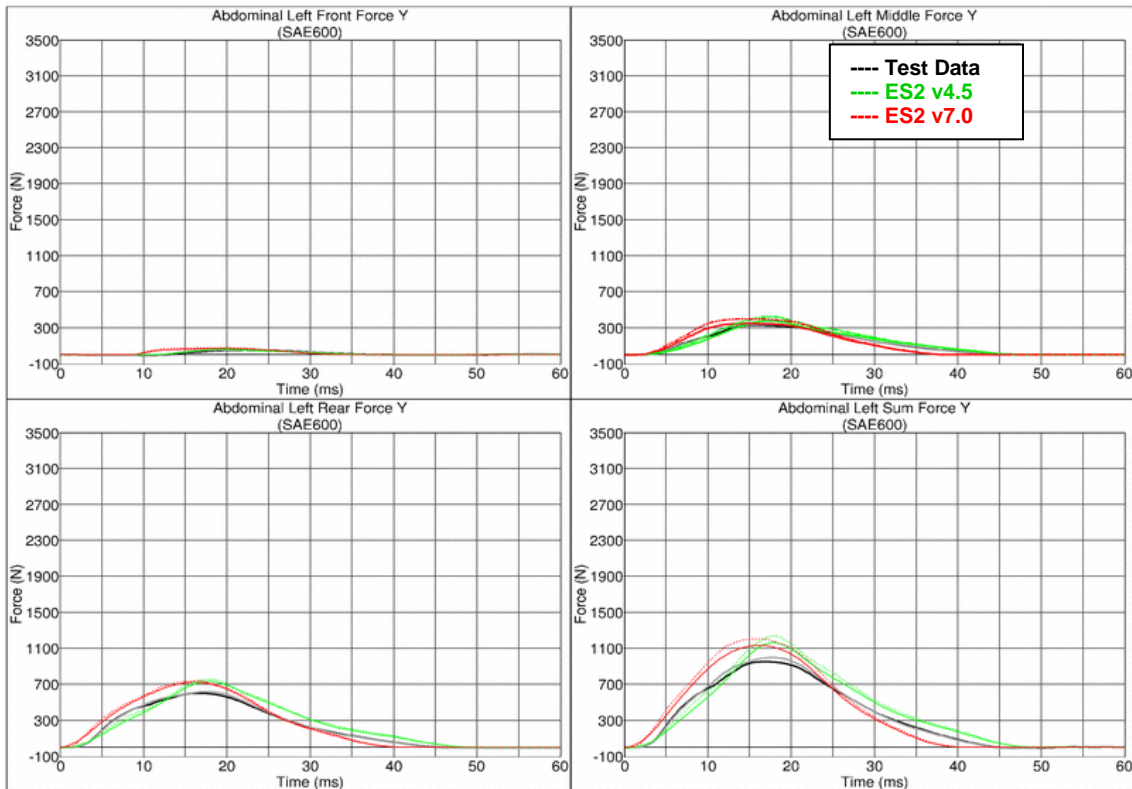 Abdominal Left Front Force Y
(SAE600)
3500
3100
2700
2300
1900
1500
1100
700
300
-100
Force (N)
0 10 20 30 40 50 60
Time (ms)
Abdominal Left Middle Force Y
(SAE600)
---- Test Data
---- ES2 v4.5
---- ES2 v7.0
3500
3100
2700
2300
1900
1500
1100
700
300
-100
Force (N)
0 10 20 30 40 50 60
Time (ms)
Abdominal Left Rear Force Y
(SAE600)
3500
3100
2700
2300
1900
1500
1100
700
300
-100
Force (N)
0 10 20 30 40 50 60
Time (ms)
Abdominal Left Sum Force Y
(SAE600)
3500
3100
2700
2300
1900
1500
1100
700
300
-100
Force (N)
0 10 20 30 40 50 60
Time (ms)